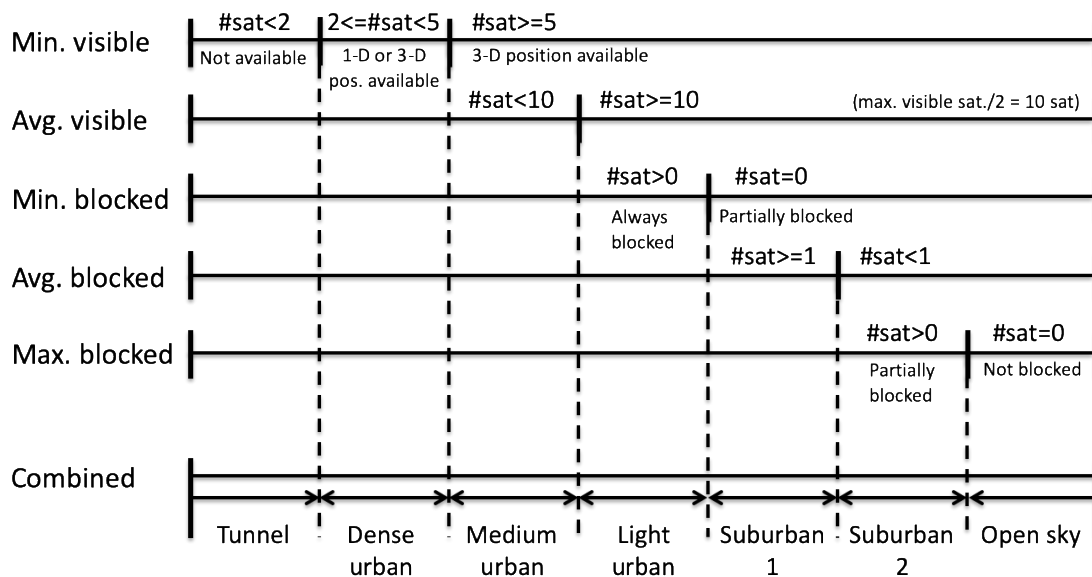 Min. visible
#sat<2
2<=#sat<5
#sat>=5
Not available
1-D or 3-D
pos. available
3-D position available
Avg. visible
#sat<10
#sat>=10
(max. visible sat./2 = 10 sat)
Min. blocked
#sat>0
#sat=0
Always
blocked
Partially blocked
Avg. blocked
#sat>=1
#sat<1
Max. blocked
#sat>0
#sat=0
Partially
blocked
Not blocked
Combined
Tunnel
Dense
urban
Medium
urban
Light
urban
Suburban
1
Suburban
2
Open sky